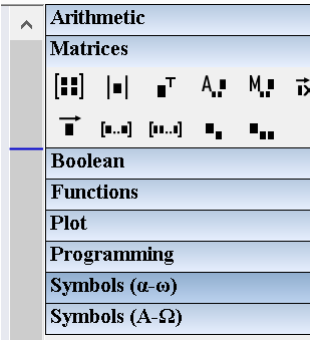 Arithmetic
Matrices
Boolean
Functions
Plot
Programming
Symbols (α-ω)
Symbols (Α-Ω)